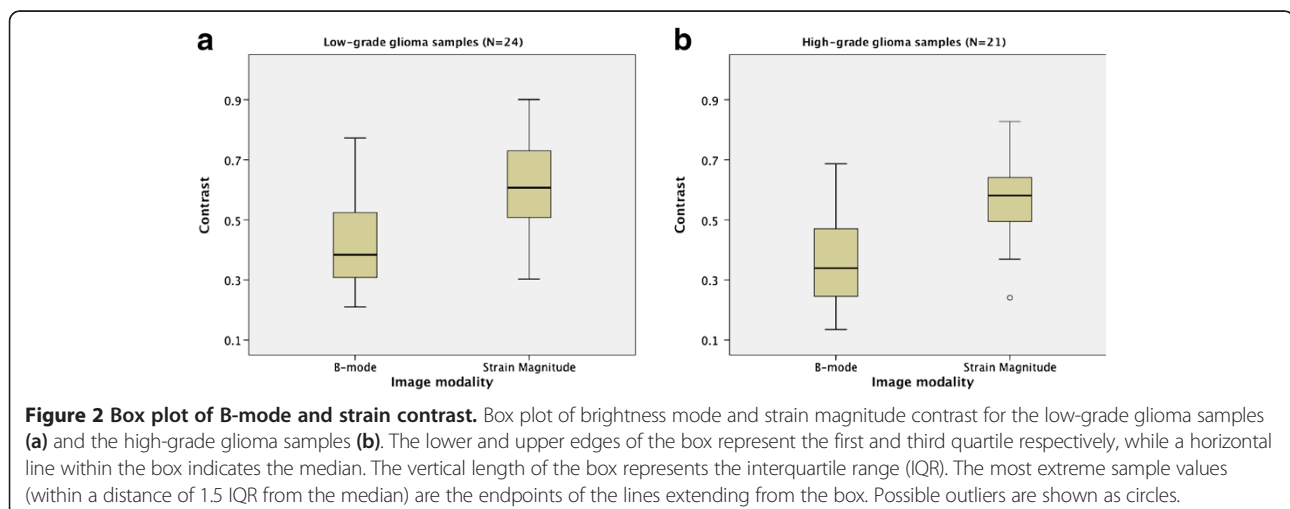 a
Low-grade glioma samples (N=24)
Contrast
0.9
0.7
0.5
0.3
0.1
B-mode
Strain Magnitude
Image modality
b
High-grade glioma samples (N=21)
Contrast
0.9
0.7
0.5
0.3
0.1
B-mode
Strain Magnitude
Image modality
Figure 2 Box plot of B-mode and strain contrast. Box plot of brightness mode and strain magnitude contrast for the low-grade glioma samples
(a) and the high-grade glioma samples (b). The lower and upper edges of the box represent the first and third quartile respectively, while a horizontal
line within the box indicates the median. The vertical length of the box represents the interquartile range (IQR). The most extreme sample values
(within a distance of 1.5 IQR from the median) are the endpoints of the lines extending from the box. Possible outliers are shown as circles.